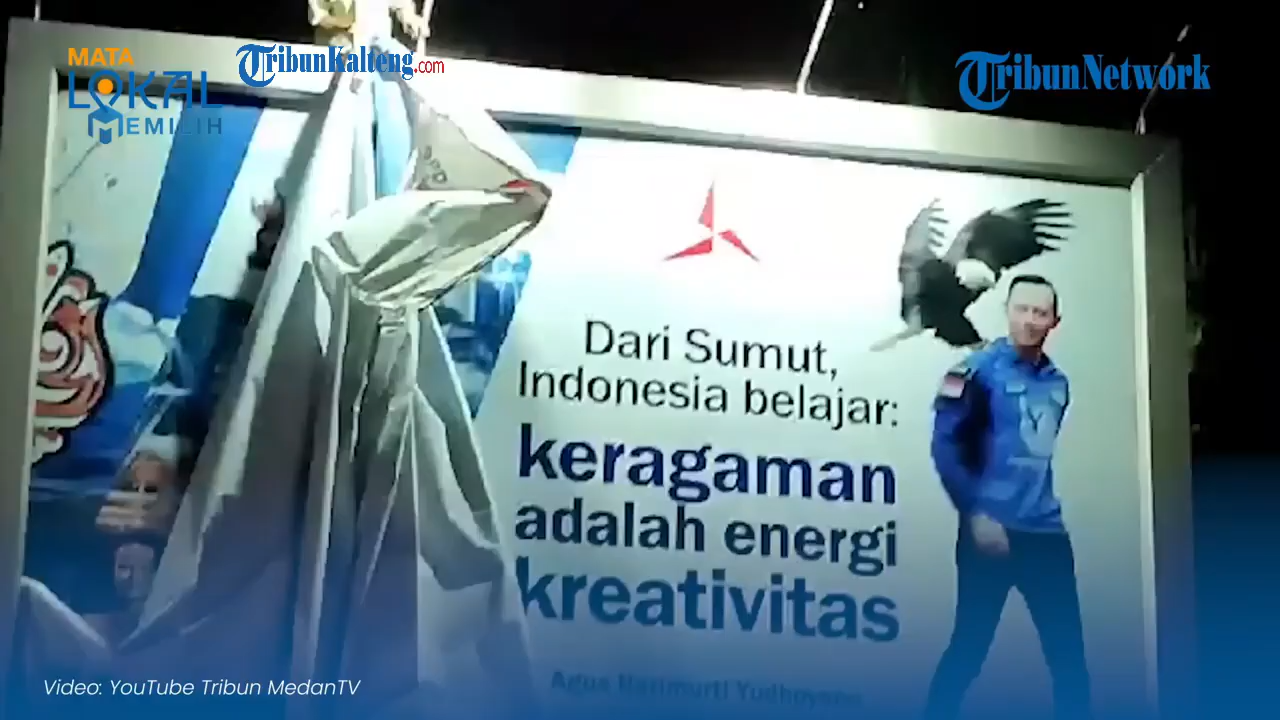 MATA
LOKAL
MEMILIH
TribunKalteng.com
TribunNetwork
Dari Sumut,
Indonesia belajar:
keragaman
adalah energi
kreativitas
Agus Harimurti Yudhoyono
Video: YouTube Tribun MedanTV